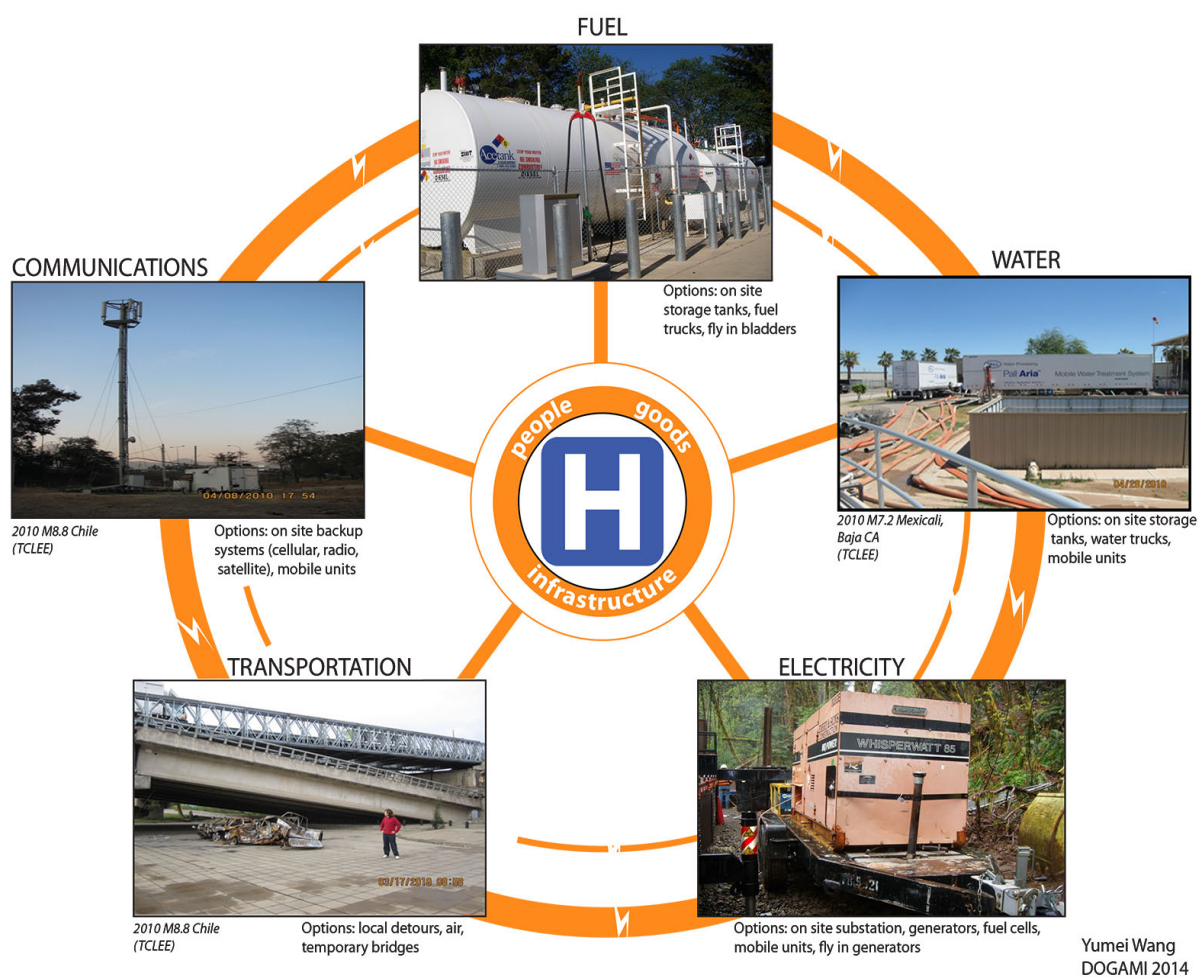 FUEL
Acetank
DIESEL
Options: on site
storage tanks, fuel
trucks, fly in bladders
COMMUNICATIONS
04/08/2010 17 54
2010 M8.8 Chile
(TCLEE)
Options: on site backup
systems (cellular, radio,
satellite), mobile units
WATER
Pall Aria
Mobile Water Treatment System
2010 M7.2 Mexicali,
Baja CA
(TCLEE)
Options: on site storage
tanks, water trucks,
mobile units
people
goods
H
infrastructure
TRANSPORTATION
2010 M8.8 Chile
(TCLEE)
Options: local detours, air,
temporary bridges
ELECTRICITY
WHISPERWATT 85
Options: on site substation, generators, fuel cells,
mobile units, fly in generators
Yumei Wang
DOGAMI 2014